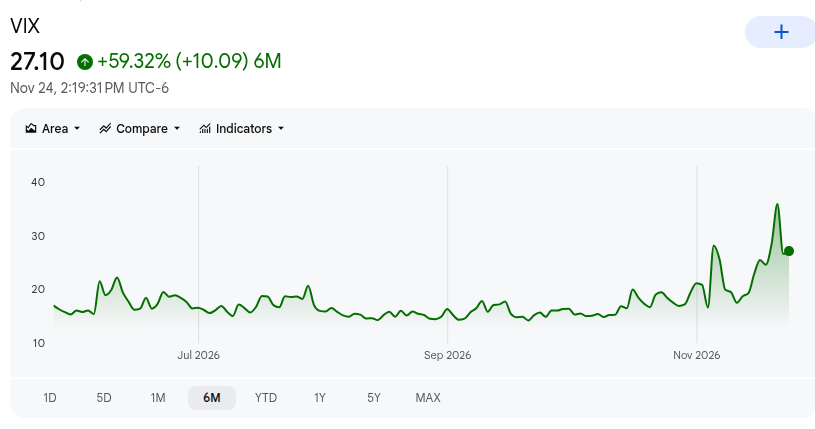 VIX
27.10 +59.32% (+10.09) 6M
Nov 24, 2:19:31 PM UTC-6
Area Compare Indicators
40
30
20
10
Jul 2026 Sep 2026 Nov 2026
1D 5D 1M 6M YTD 1Y 5Y MAX